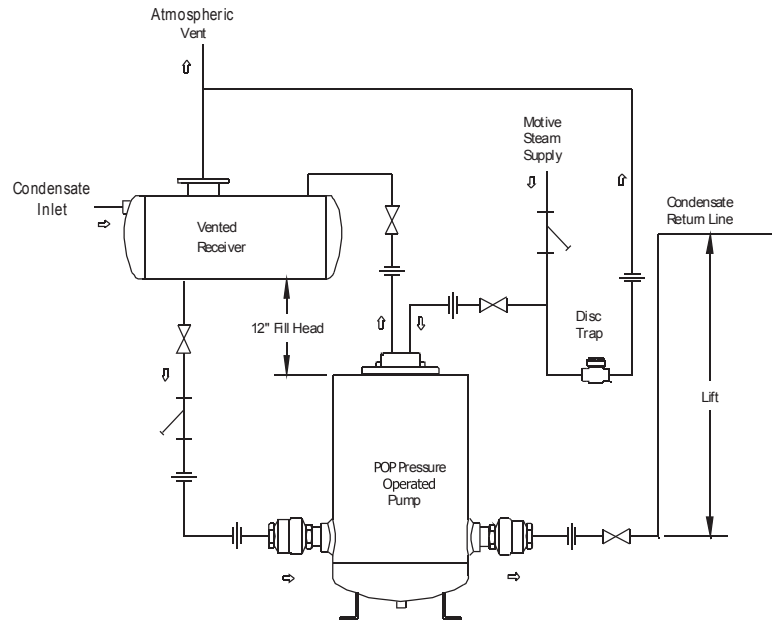 Atmospheric
Vent
Motive
Steam
Supply
Condensate
Inlet
Condensate
Return Line
Vented
Receiver
12" Fill Head
Disc
Trap
Lift
POP Pressure
Operated
Pump